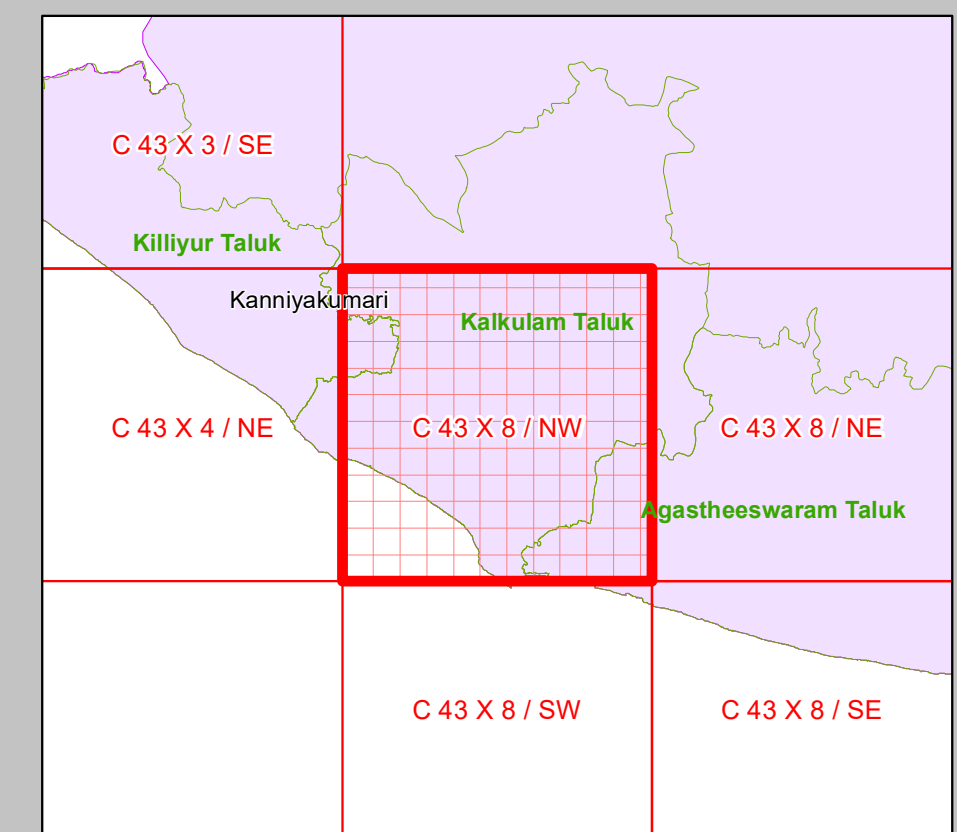 C 43 X 3 / SE
Killiyur Taluk
Kanniyakumari
Kalkulam Taluk
C 43 X 4 / NE
C 43 X 8 / NW
C 43 X 8 / NE
Agastheeswaram Taluk
C 43 X 8 / SW
C 43 X 8 / SE